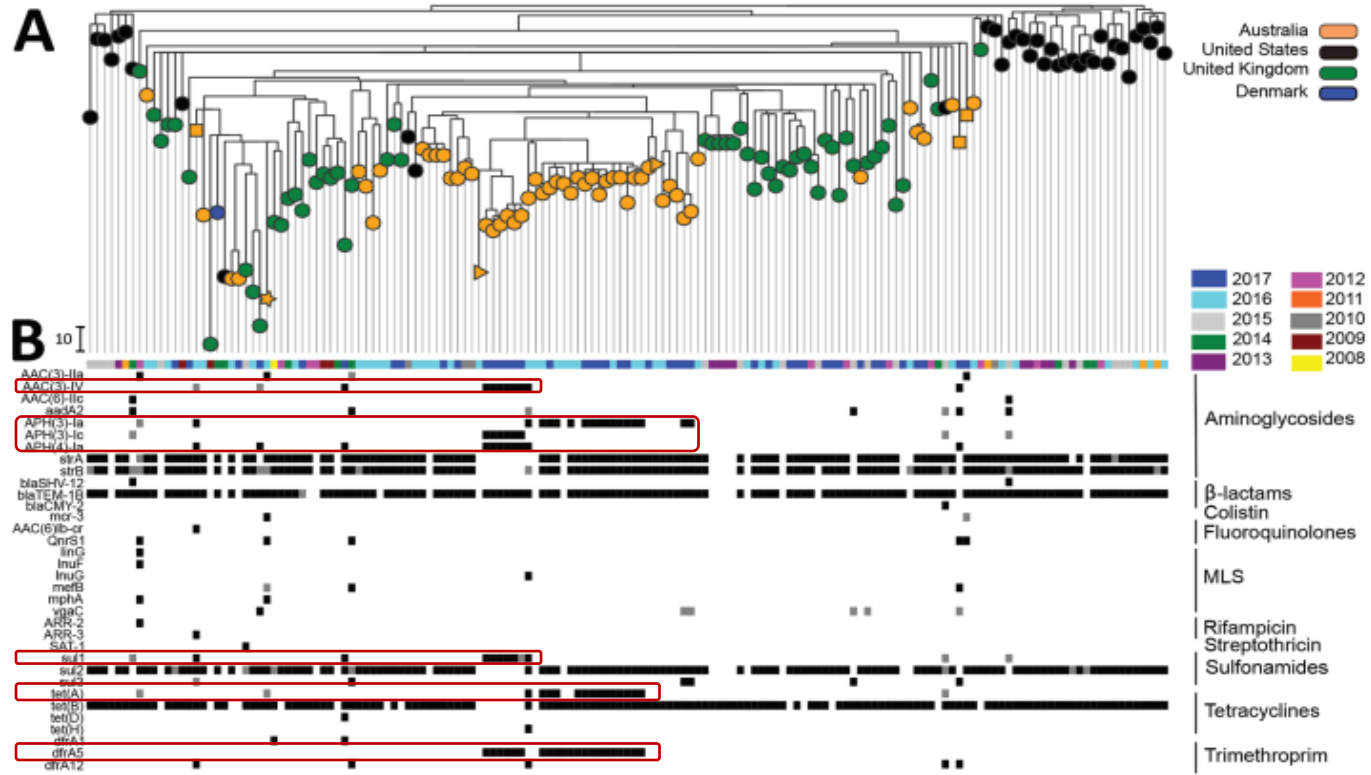 A
Australia
United States
United Kingdom
Denmark
2017 2012
2016 2011
2015 2010
2014 2009
2013 2008
10
B
AAC(3)-IIa
AAC(3)-IV
AAC(6)-IIc
aadA2
APH(3)-Ia
APH(3)-Ic
APH(4)-Ia
strA
strB
Aminoglycosides
blaSHV-12
blaTEM-1B
blaCMY-2
β-lactams
mcr-3
Colistin
AAC(6)Ib-cr
QnrS1
Fluoroquinolones
linG
lnuF
lnuG
mefB
mphA
vgaC
MLS
ARR-2
ARR-3
Rifampicin
SAT-1
Streptothricin
sul1
sul2
sul3
Sulfonamides
tet(A)
tet(B)
tet(D)
tet(H)
Tetracyclines
dfrA1
dfrA5
dfrA12
Trimethroprim